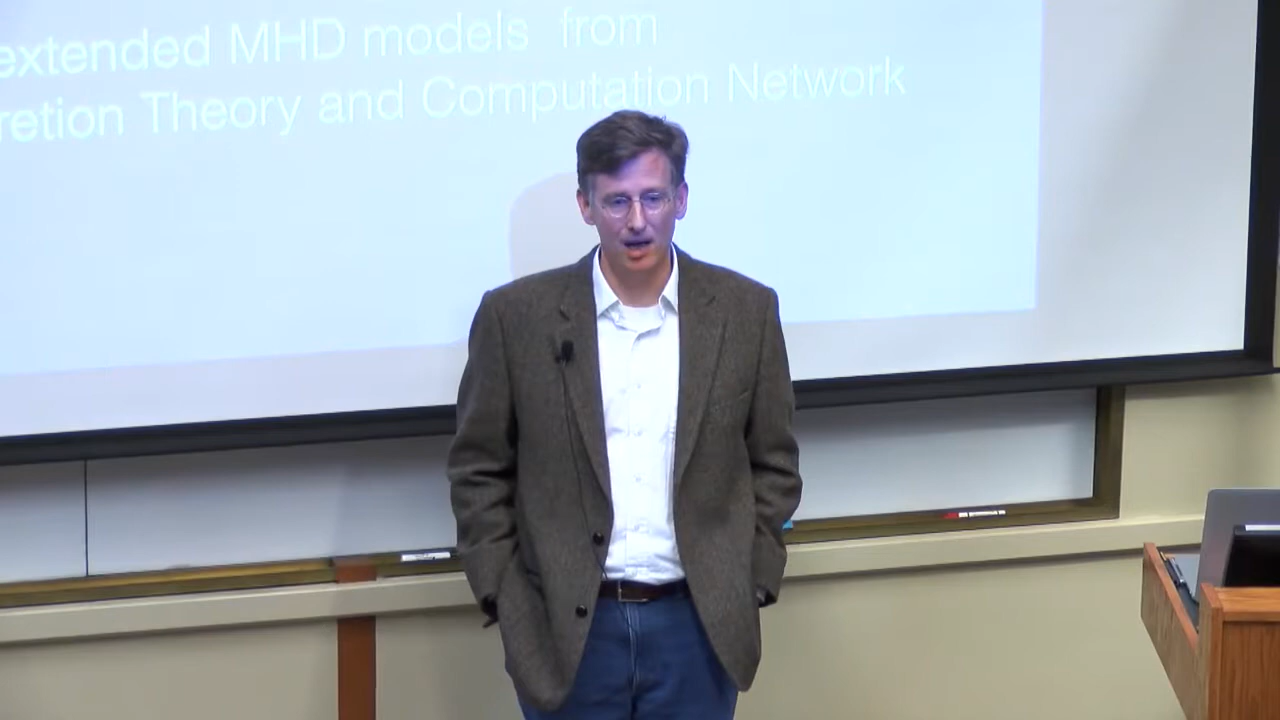 extended MHD models from
retion Theory and Computation Network